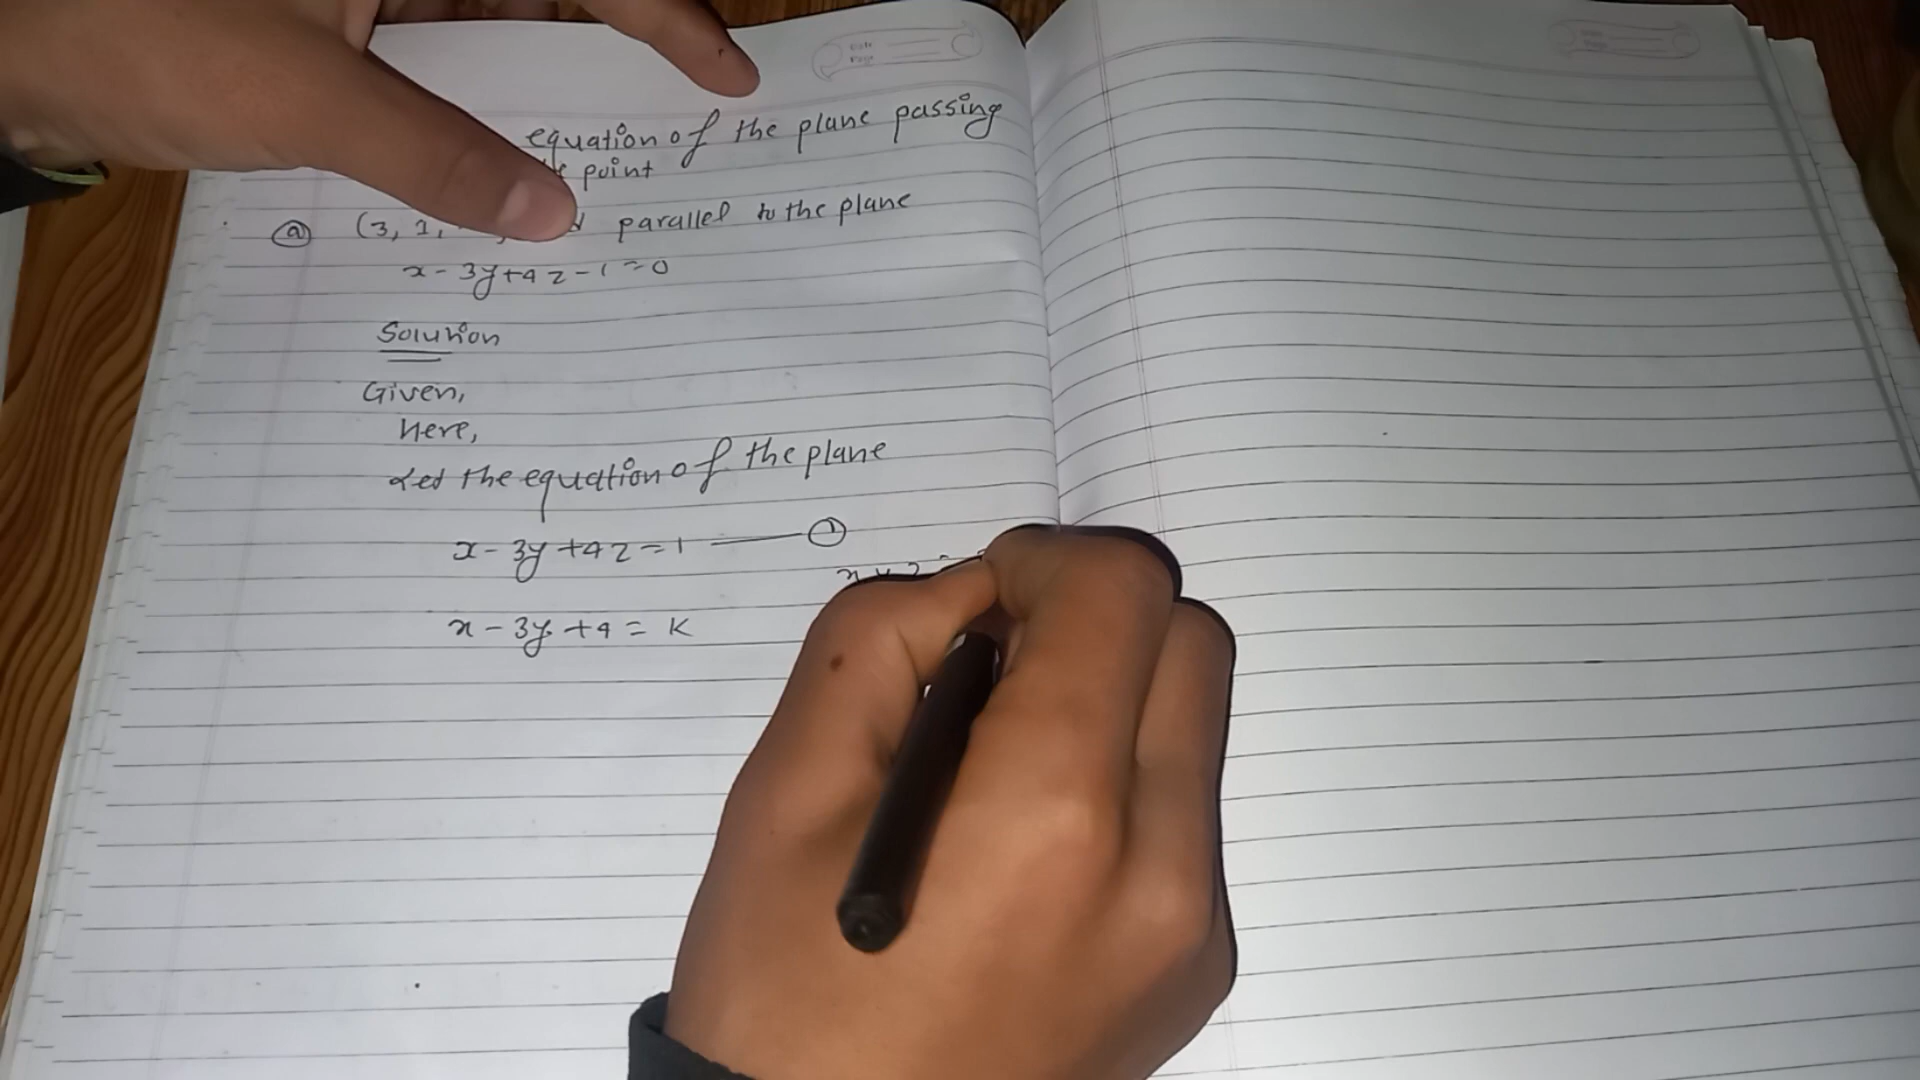 equation of the plane passing
point
(a) (3, 1, parallel to the plane
x - 3y + 4z - 1 = 0
Solution
Given,
here,
Let the equation of the plane
x - 3y + 4z = 1 —— (1)
x - 3y + 4 = K